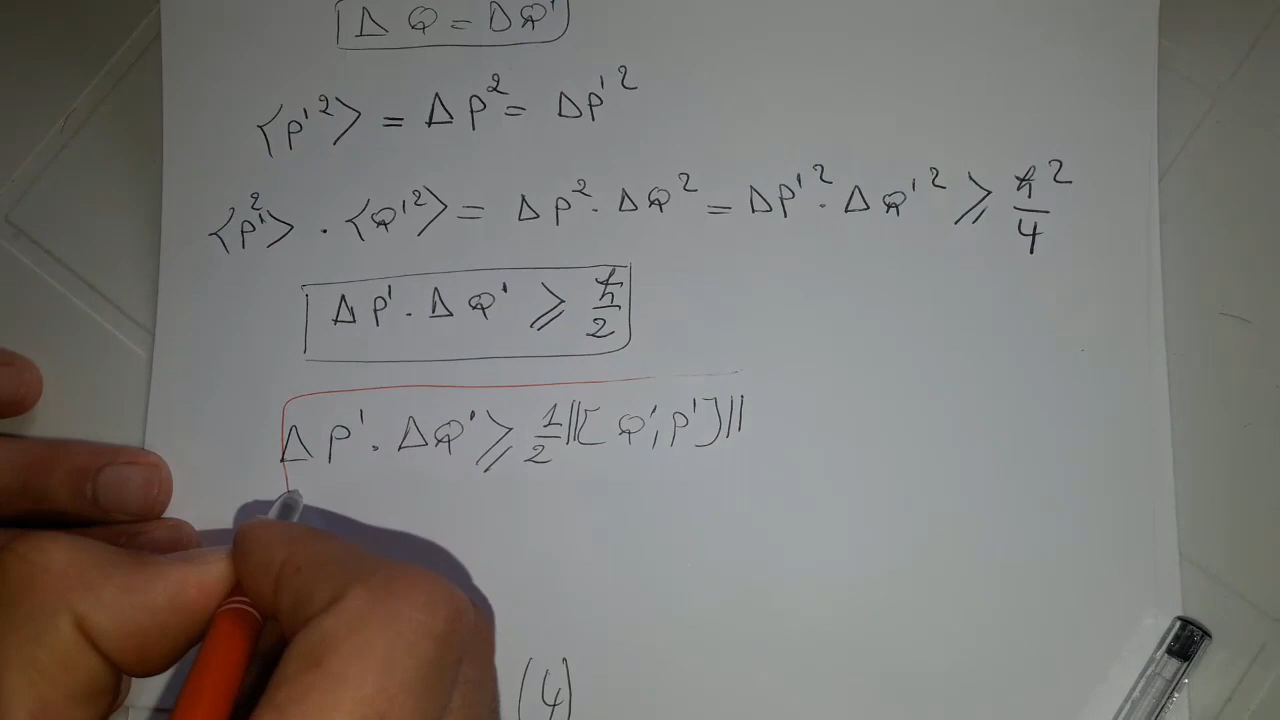 Δ Q = ΔQ'
⟨P'²⟩ = ΔP² = ΔP'²
⟨P'²⟩ . ⟨Q'²⟩ = ΔP² . ΔQ² = ΔP'² . ΔQ'² ⩾ ℏ²/4
ΔP' . ΔQ' ⩾ ℏ/2
ΔP' . ΔQ' ⩾ 1/2 ||[Q', P']||
(4)